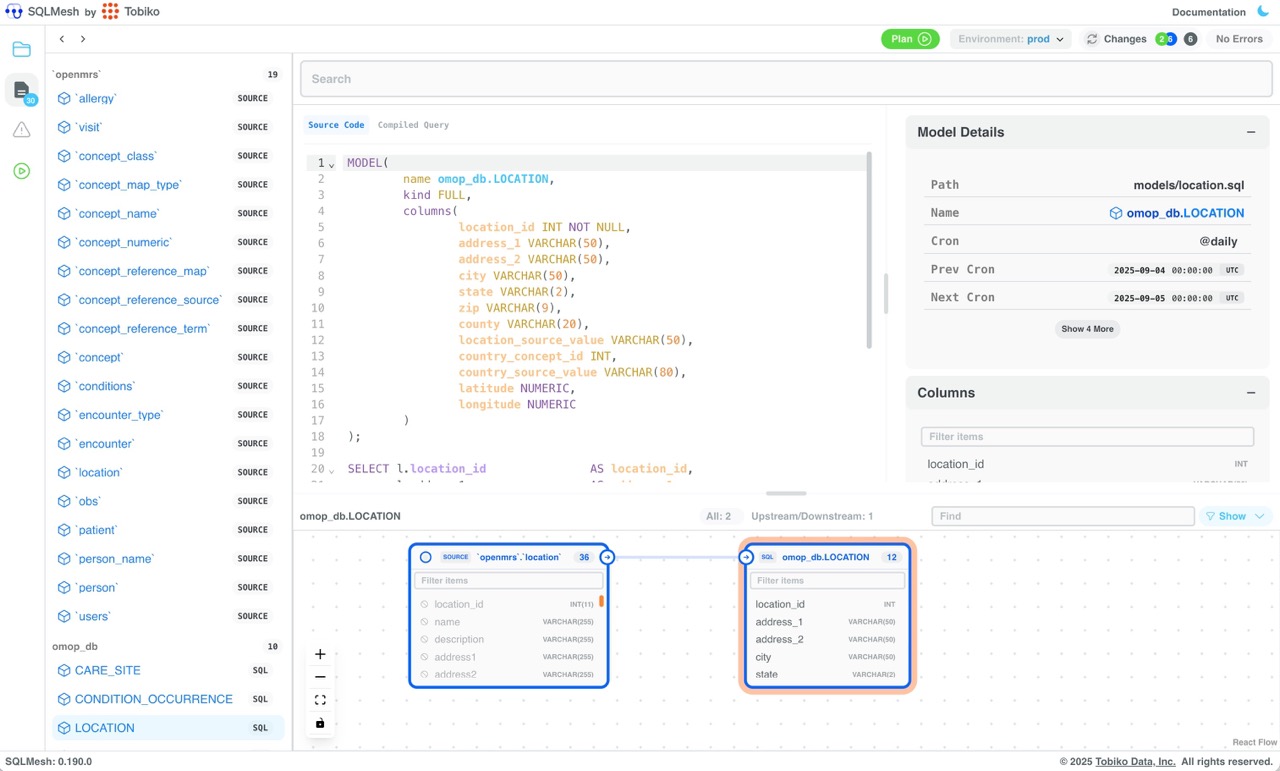 SQLMesh by Tobiko
Documentation
Plan
Environment: prod
Changes 2 6 6
No Errors
30
`openmrs` 19
`allergy` SOURCE
`visit` SOURCE
`concept_class` SOURCE
`concept_map_type` SOURCE
`concept_name` SOURCE
`concept_numeric` SOURCE
`concept_reference_map` SOURCE
`concept_reference_source` SOURCE
`concept_reference_term` SOURCE
`concept` SOURCE
`conditions` SOURCE
`encounter_type` SOURCE
`encounter` SOURCE
`location` SOURCE
`obs` SOURCE
`patient` SOURCE
`person_name` SOURCE
`person` SOURCE
`users` SOURCE
omop_db 10
CARE_SITE SQL
CONDITION_OCCURRENCE SQL
LOCATION SQL
Search
Source Code Compiled Query
1 MODEL(
2 name omop_db.LOCATION,
3 kind FULL,
4 columns(
5 location_id INT NOT NULL,
6 address_1 VARCHAR(50),
7 address_2 VARCHAR(50),
8 city VARCHAR(50),
9 state VARCHAR(2),
10 zip VARCHAR(9),
11 county VARCHAR(20),
12 location_source_value VARCHAR(50),
13 country_concept_id INT,
14 country_source_value VARCHAR(80),
15 latitude NUMERIC,
16 longitude NUMERIC
17 )
18 );
19
20 SELECT l.location_id AS location_id,
Model Details
Path models/location.sql
Name omop_db.LOCATION
Cron @daily
Prev Cron 2025-09-04 00:00:00 UTC
Next Cron 2025-09-05 00:00:00 UTC
Show 4 More
Columns
Filter items
location_id INT
omop_db.LOCATION
All: 2
Upstream/Downstream: 1
Find
Show
SOURCE `openmrs`.`location` 36
Filter items
location_id INT(11)
name VARCHAR(255)
description VARCHAR(255)
address1 VARCHAR(255)
address2 VARCHAR(255)
SQL omop_db.LOCATION 12
Filter items
location_id INT
address_1 VARCHAR(50)
address_2 VARCHAR(50)
city VARCHAR(50)
state VARCHAR(2)
React Flow
SQLMesh: 0.190.0
© 2025 Tobiko Data, Inc. All rights reserved.